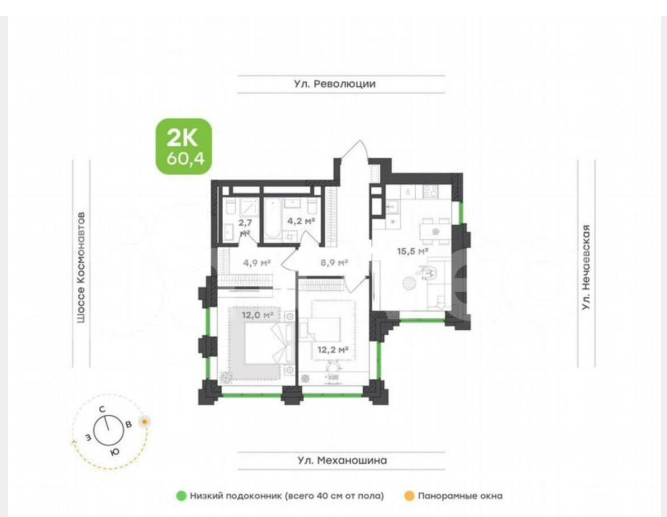 Ул. Революции
2К
60,4
Шоссе Космонавтов
Ул. Нечаевская
2,7
м²
4,2 м²
15,5 м²
4,9 м²
8,9 м²
12,0 м²
12,2 м²
С
В
З
Ю
Ул. Механошина
Низкий подоконник (всего 40 см от пола)
Панорамные окна